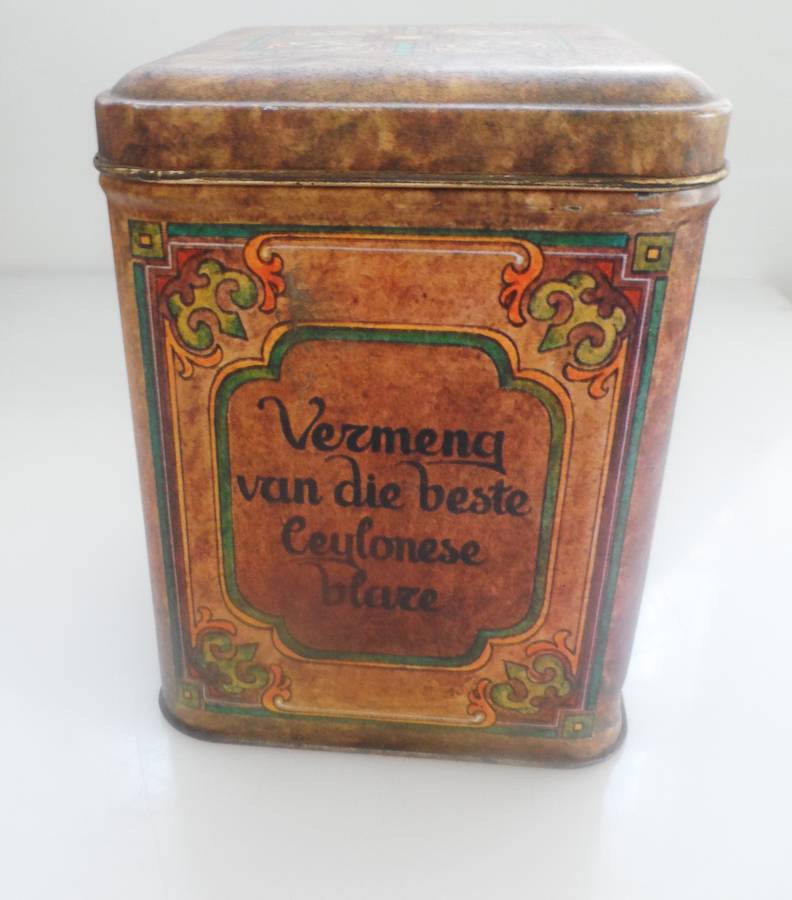 Vermeng
van die beste
Ceylonese
blare